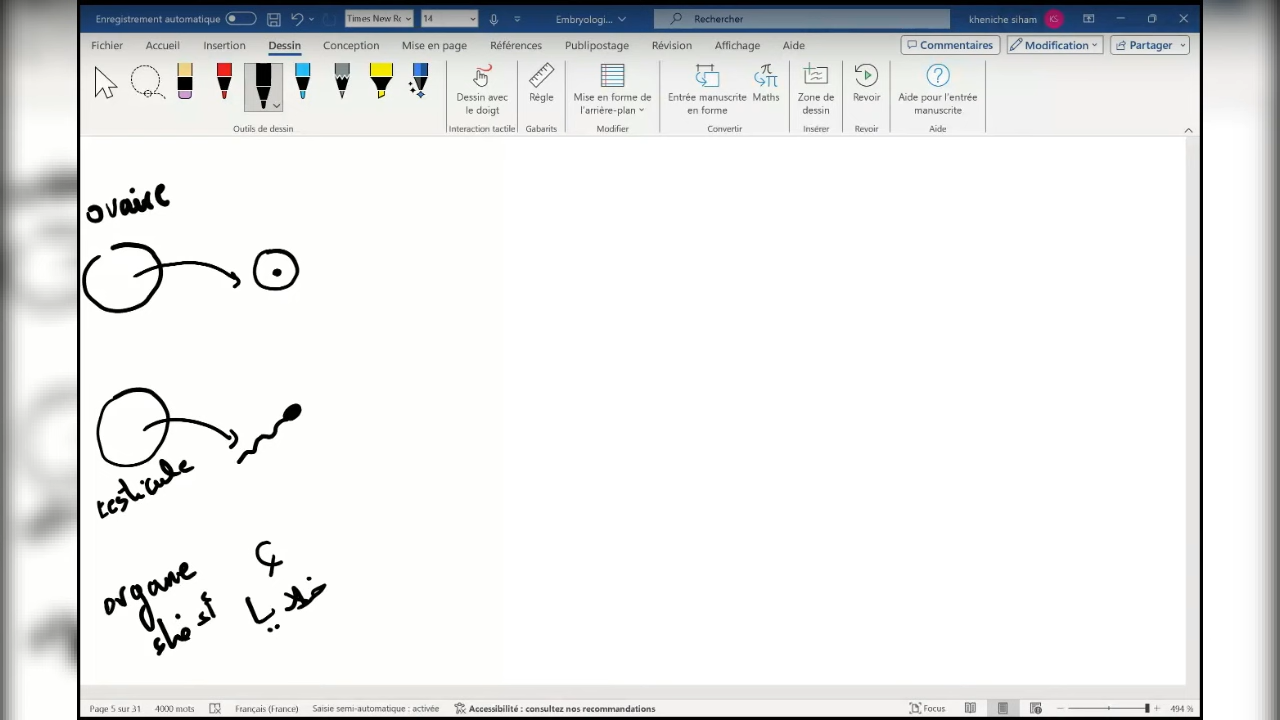 Enregistrement automatique Times New Ro 14 Embryologi... Rechercher kheniche siham KS
Fichier Accueil Insertion Dessin Conception Mise en page Références Publipostage Révision Affichage Aide Commentaires Modification Partager
Dessin avec le doigt Règle Mise en forme de l'arrière-plan Entrée manuscrite en forme Maths Zone de dessin Revoir Aide pour l'entrée manuscrite
Outils de dessin Interaction tactile Gabarits Modifier Convertir Insérer Revoir Aide
ovaire
testicule
organe
أعضاء خلايا
Page 5 sur 31 4000 mots Français (France) Saisie semi-automatique : activée Accessibilité : consultez nos recommandations Focus 494 %